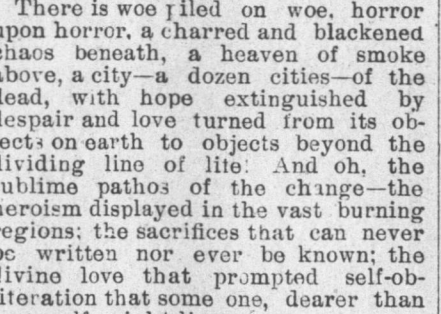 There is woe piled on woe, horror
upon horror, a charred and blackened
chaos beneath, a heaven of smoke
above, a city—a dozen cities—of the
dead, with hope extinguished by
despair and love turned from its ob-
jects on earth to objects beyond the
dividing line of life! And oh, the
sublime pathos of the change—the
heroism displayed in the vast burning
regions; the sacrifices that can never
be written nor ever be known; the
divine love that prompted self-ob-
literation that some one, dearer than